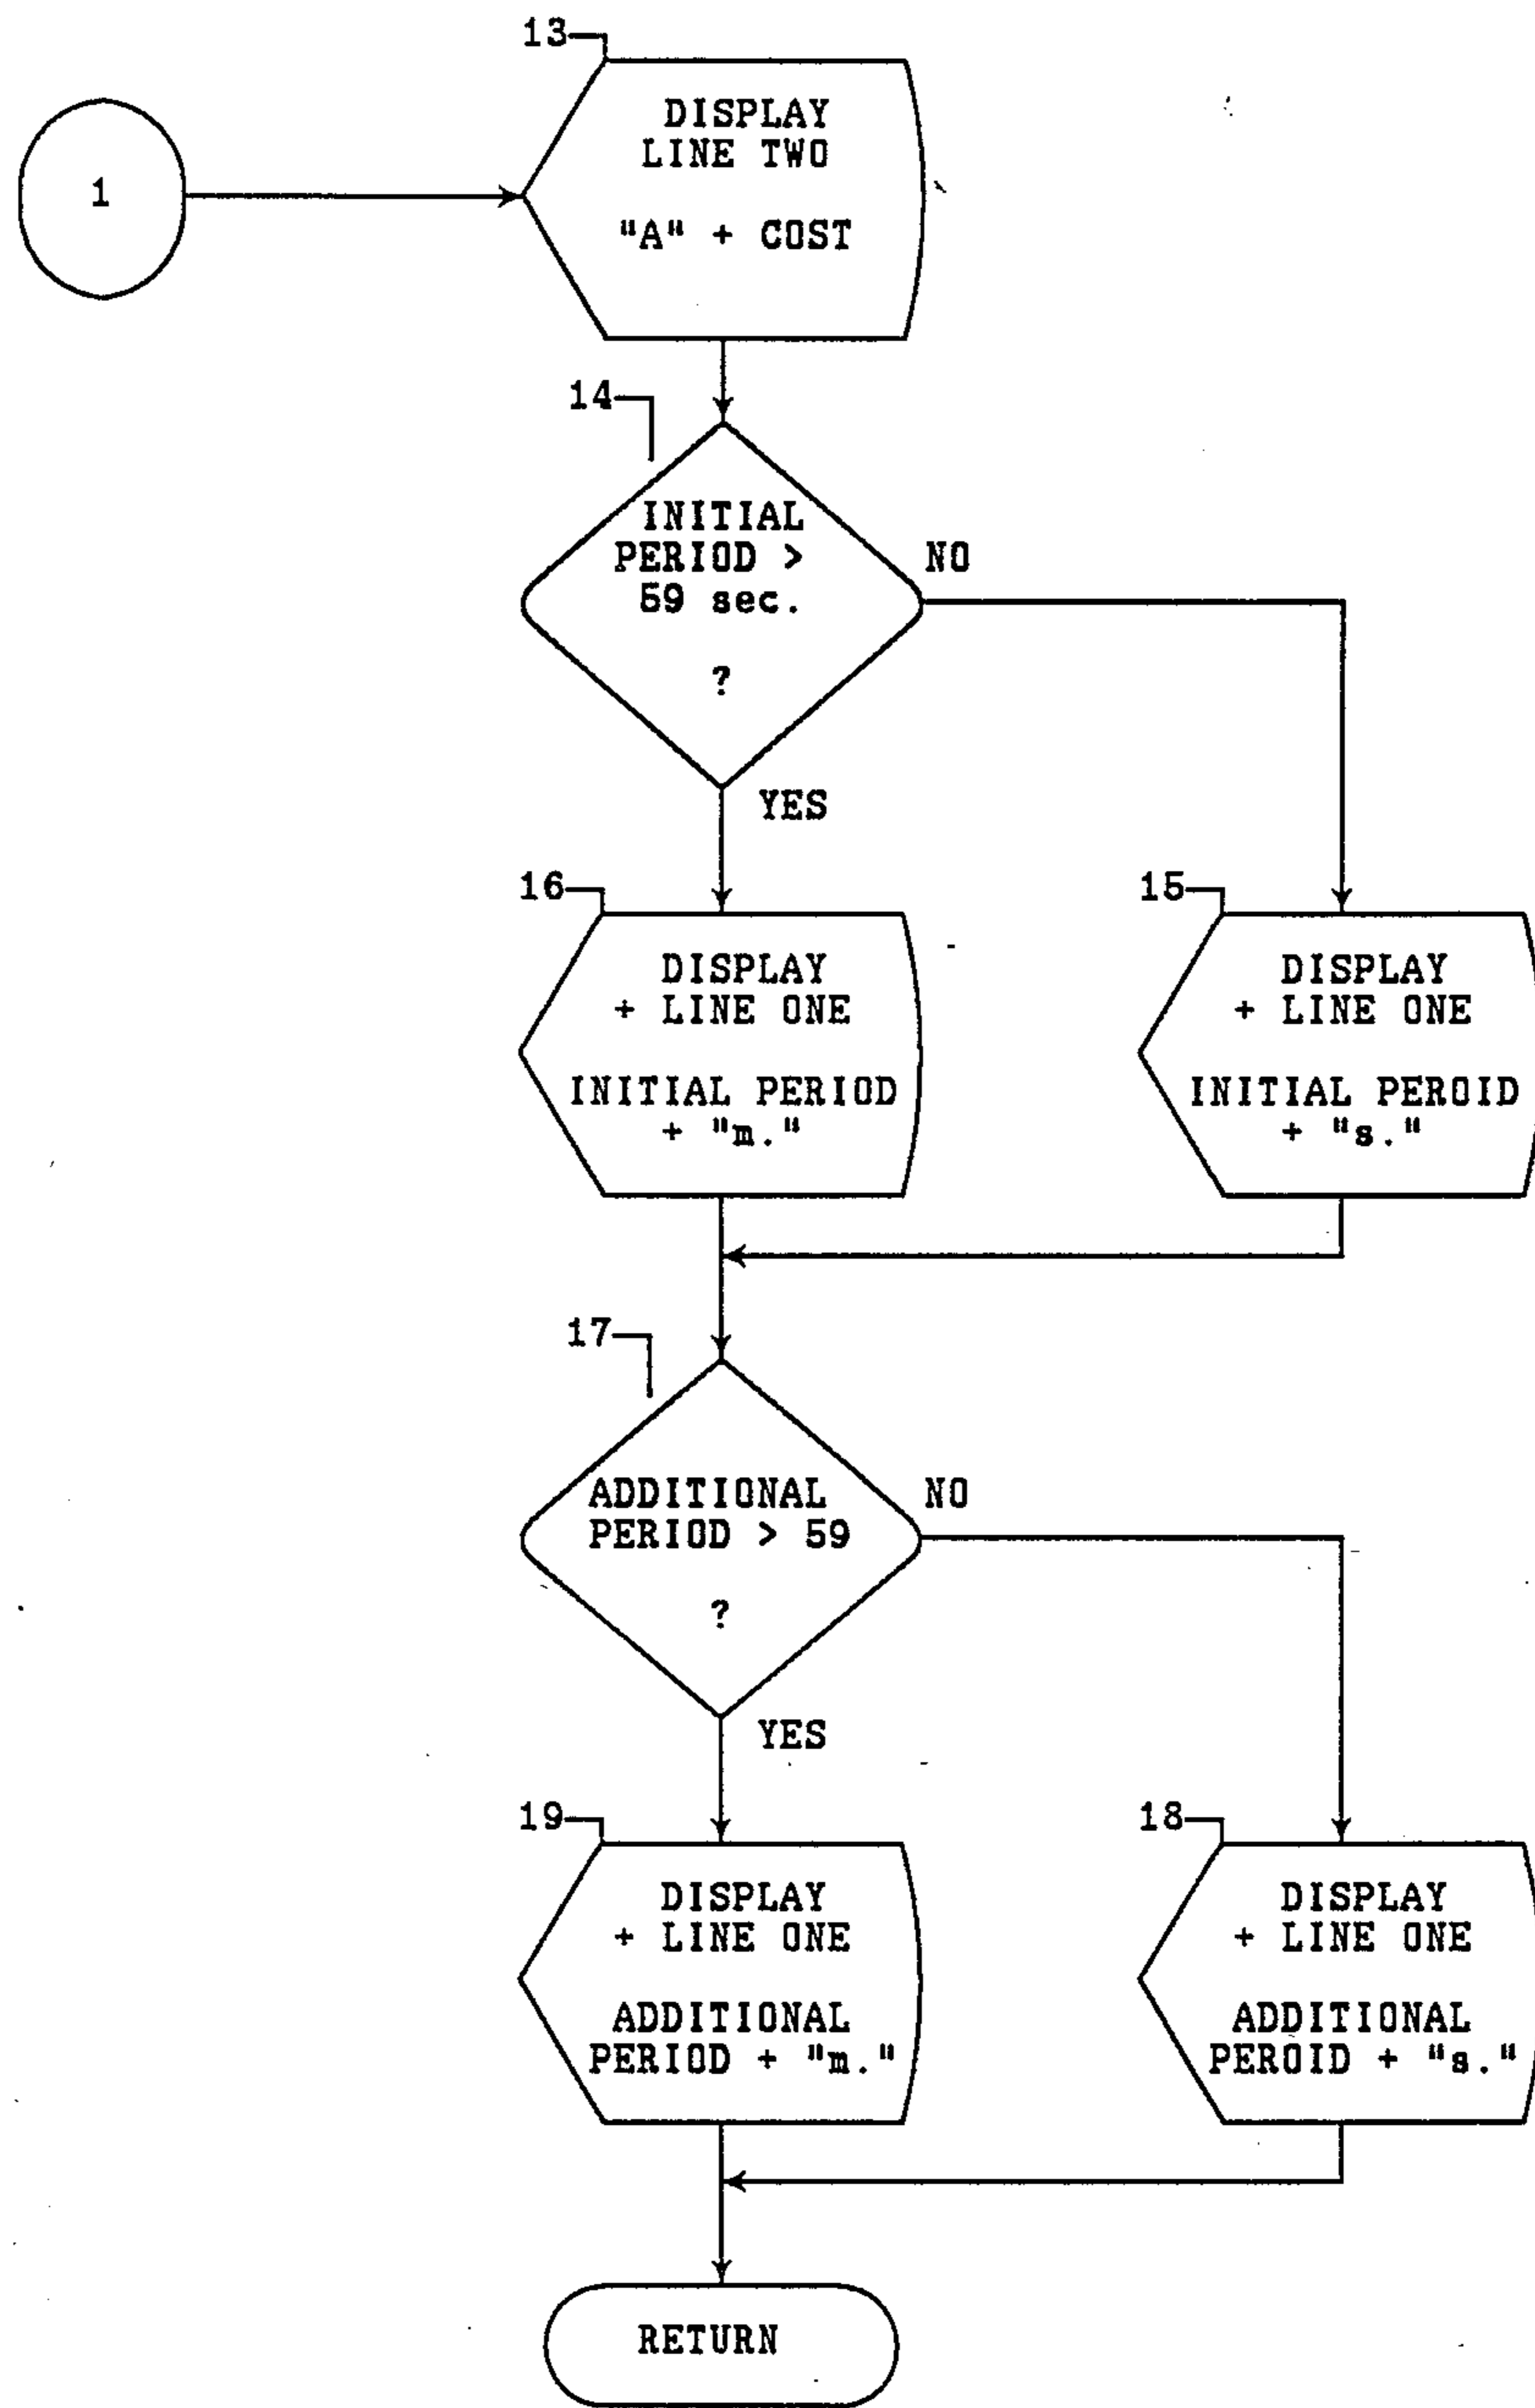 13
DISPLAY
LINE TWO
"A" + COST
1
14
INITIAL
PERIOD >
59 sec.
?
NO
YES
16
DISPLAY
+ LINE ONE
INITIAL PERIOD
+ "m."
15
DISPLAY
+ LINE ONE
INITIAL PEROID
+ "s."
17
ADDITIONAL
PERIOD > 59
?
NO
YES
19
DISPLAY
+ LINE ONE
ADDITIONAL
PERIOD + "m."
18
DISPLAY
+ LINE ONE
ADDITIONAL
PEROID + "s."
RETURN